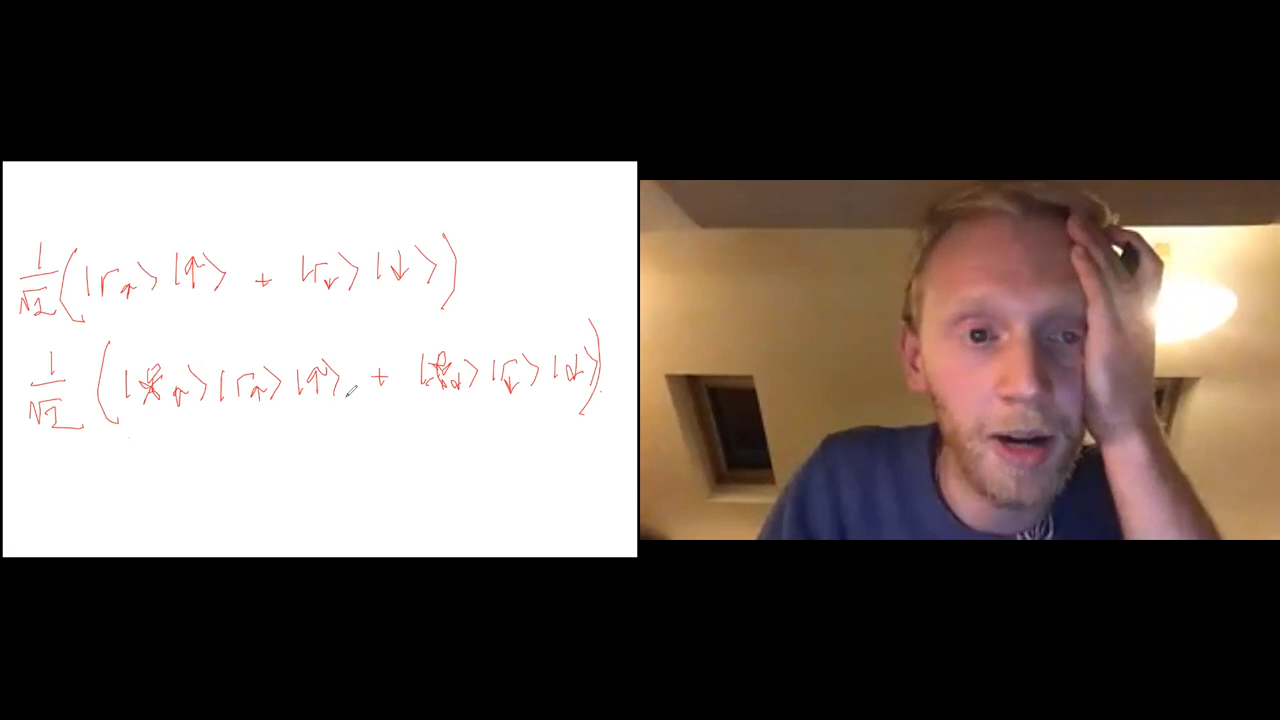 1/√2 (|r↑⟩ |↑⟩ + |r↓⟩ |↓⟩)
1/√2 (| ↑⟩ |r↑⟩ |↑⟩ + | ↓⟩ |r↓⟩ |↓⟩)